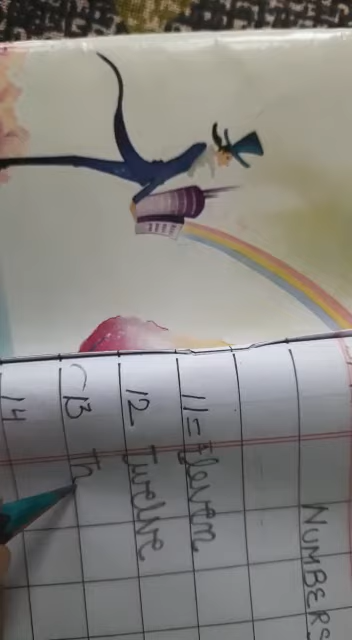 NUMBERS
11 = Eleven
12 Twelve
13 Th
14